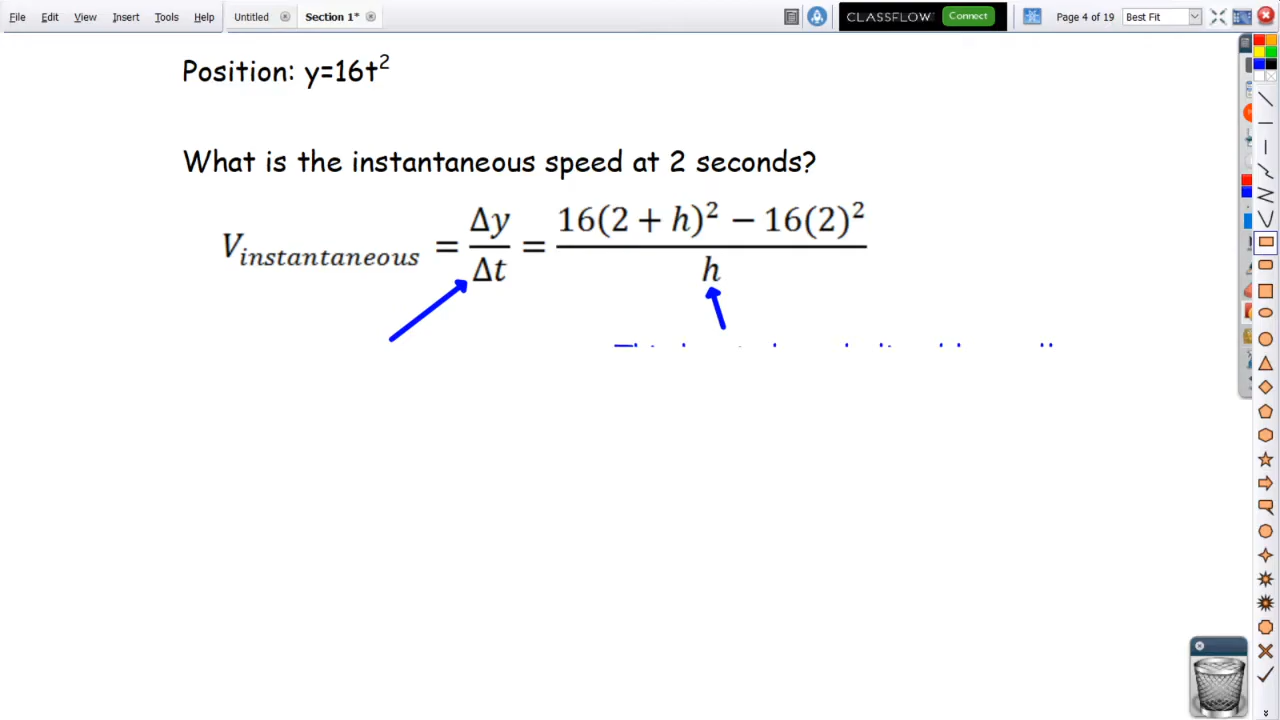 File Edit View Insert Tools Help Untitled Section 1* CLASSFLOW Connect Page 4 of 19 Best Fit
Position: y=16t²
What is the instantaneous speed at 2 seconds?
V_instantaneous = Δy/Δt = (16(2 + h)² − 16(2)²)/h